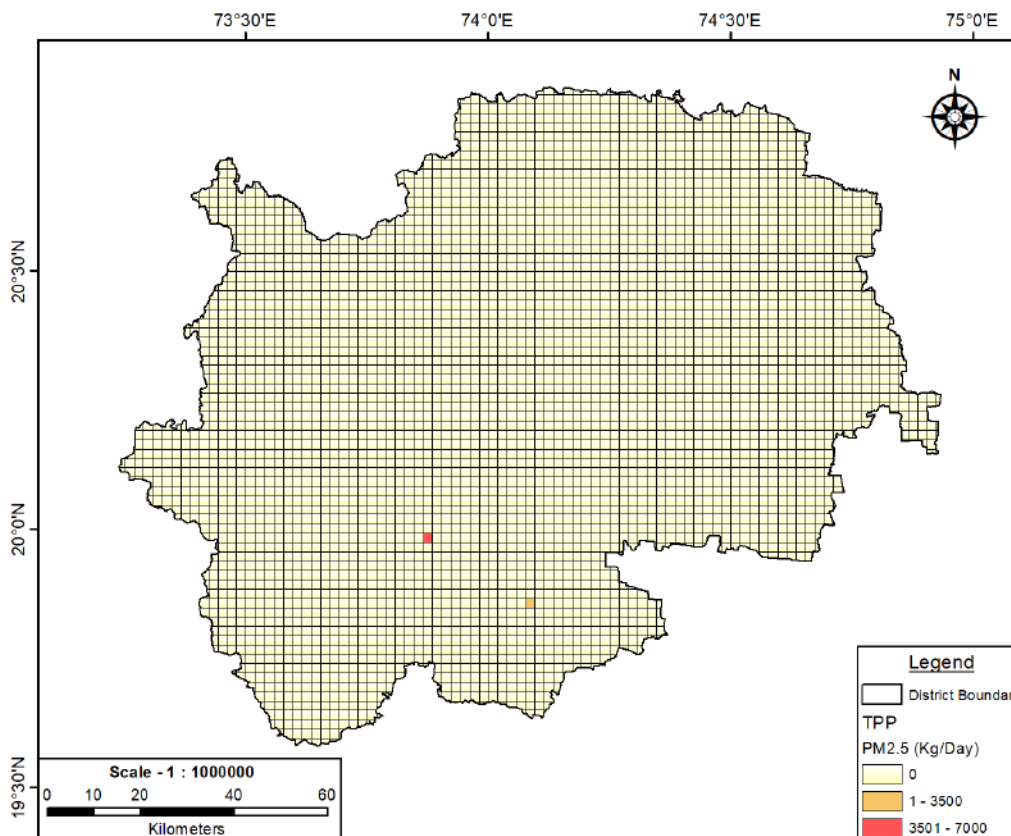 73°30'E 74°0'E 74°30'E 75°0'E
N
20°30'N
20°0'N
19°30'N
Legend
District Boundar
TPP
PM2.5 (Kg/Day)
0
1 - 3500
3501 - 7000
Scale - 1 : 1000000
0 10 20 40 60
Kilometers